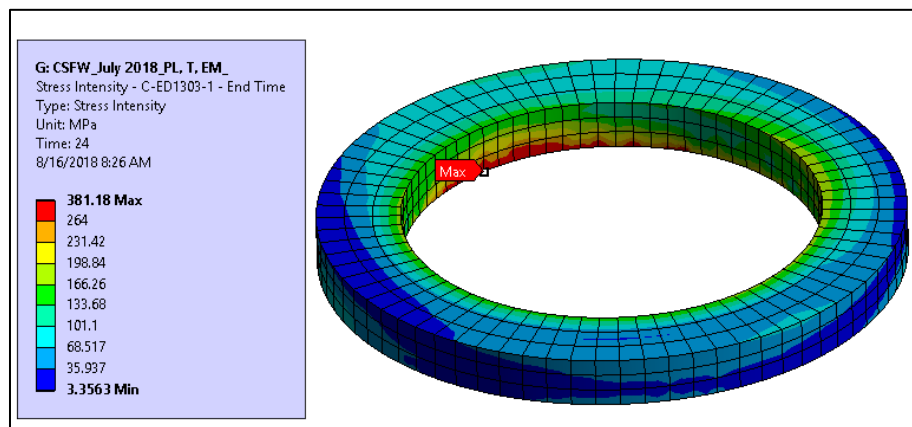 G: CSFW_July 2018_PL, T, EM_
Stress Intensity - C-ED1303-1 - End Time
Type: Stress Intensity
Unit: MPa
Time: 24
8/16/2018 8:26 AM
381.18 Max
264
231.42
198.84
166.26
133.68
101.1
68.517
35.937
3.3563 Min
Max